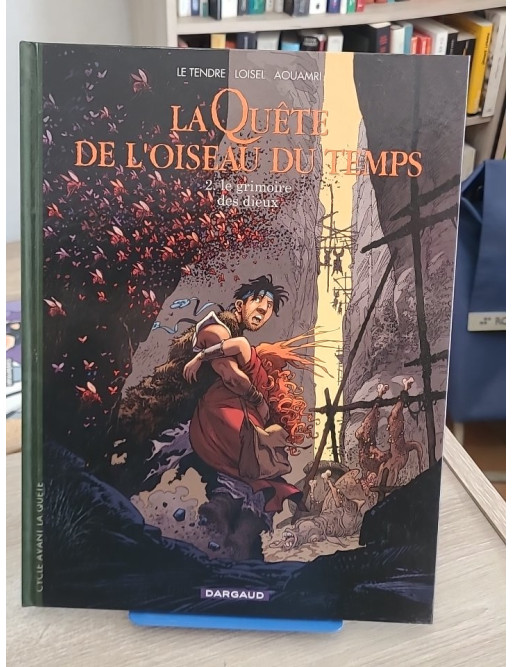 LE TENDRE LOISEL AOUAMRI
LA QUÊTE
DE L'OISEAU DU TEMPS
2. le grimoire
des dieux
CYCLE AVANT LA QUÊTE
DARGAUD